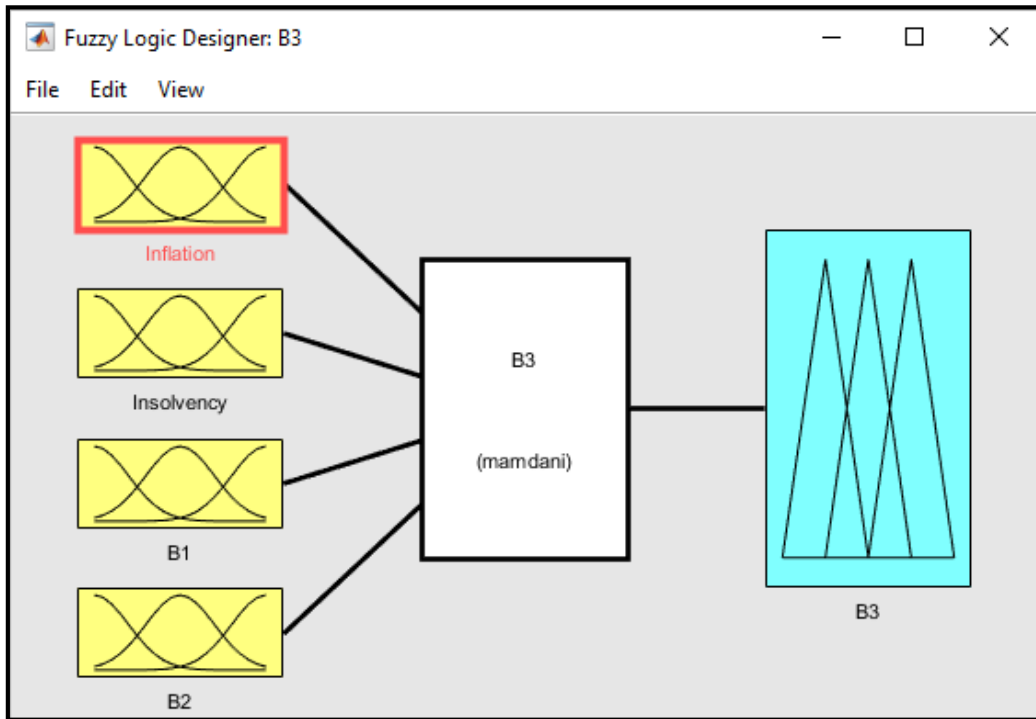 Fuzzy Logic Designer: B3
File Edit View
Inflation
Insolvency
B1
B2
B3
(mamdani)
B3